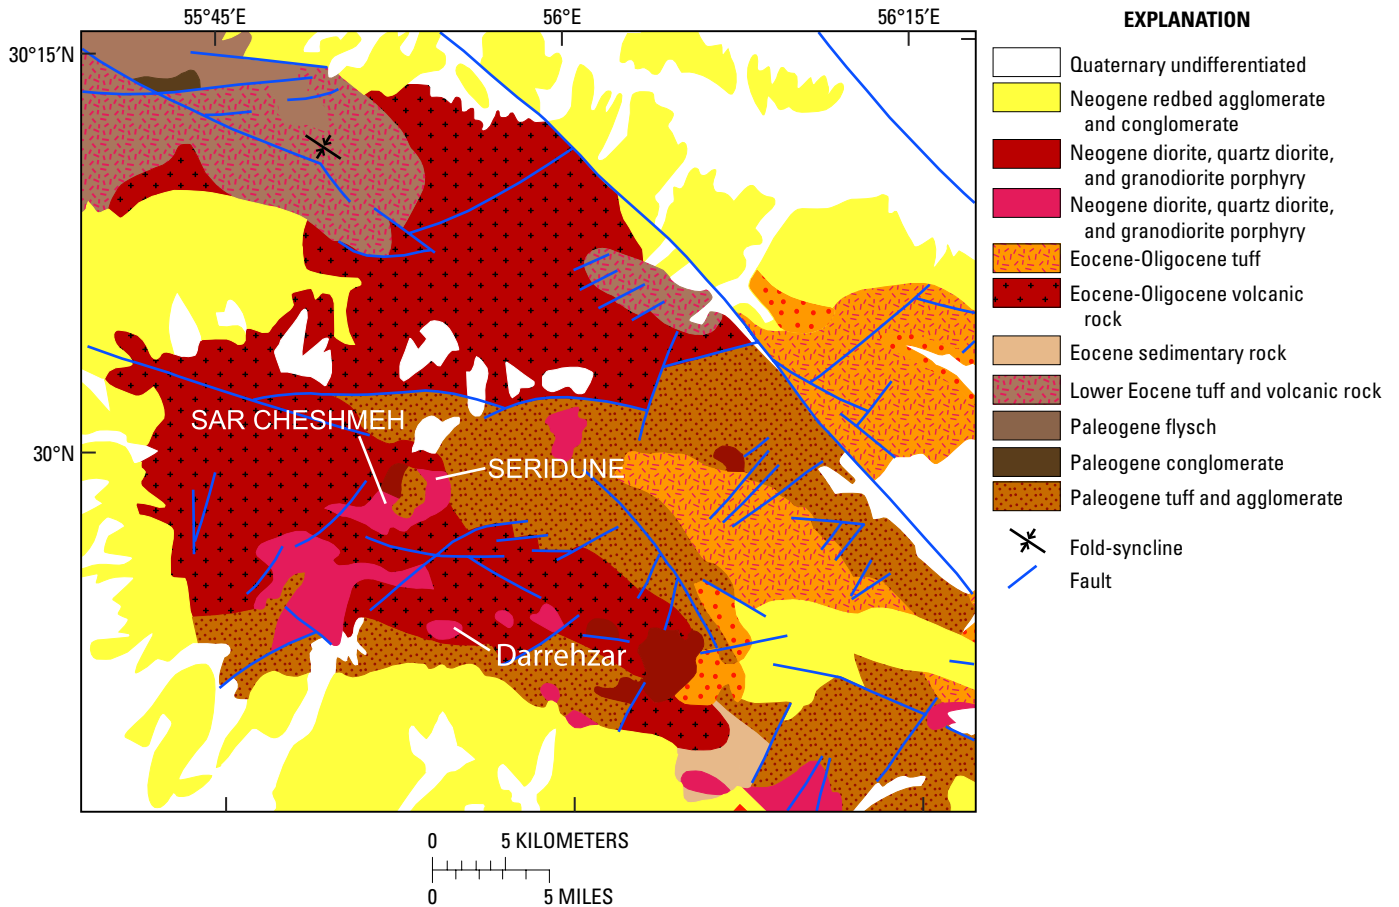 55°45′E
56°E
56°15′E
30°15′N
30°N
SAR CHESHMEH
SERIDUNE
Darrehzar
EXPLANATION
Quaternary undifferentiated
Neogene redbed agglomerate
and conglomerate
Neogene diorite, quartz diorite,
and granodiorite porphyry
Neogene diorite, quartz diorite,
and granodiorite porphyry
Eocene-Oligocene tuff
Eocene-Oligocene volcanic
rock
Eocene sedimentary rock
Lower Eocene tuff and volcanic rock
Paleogene flysch
Paleogene conglomerate
Paleogene tuff and agglomerate
Fold-syncline
Fault
0 5 KILOMETERS
0 5 MILES